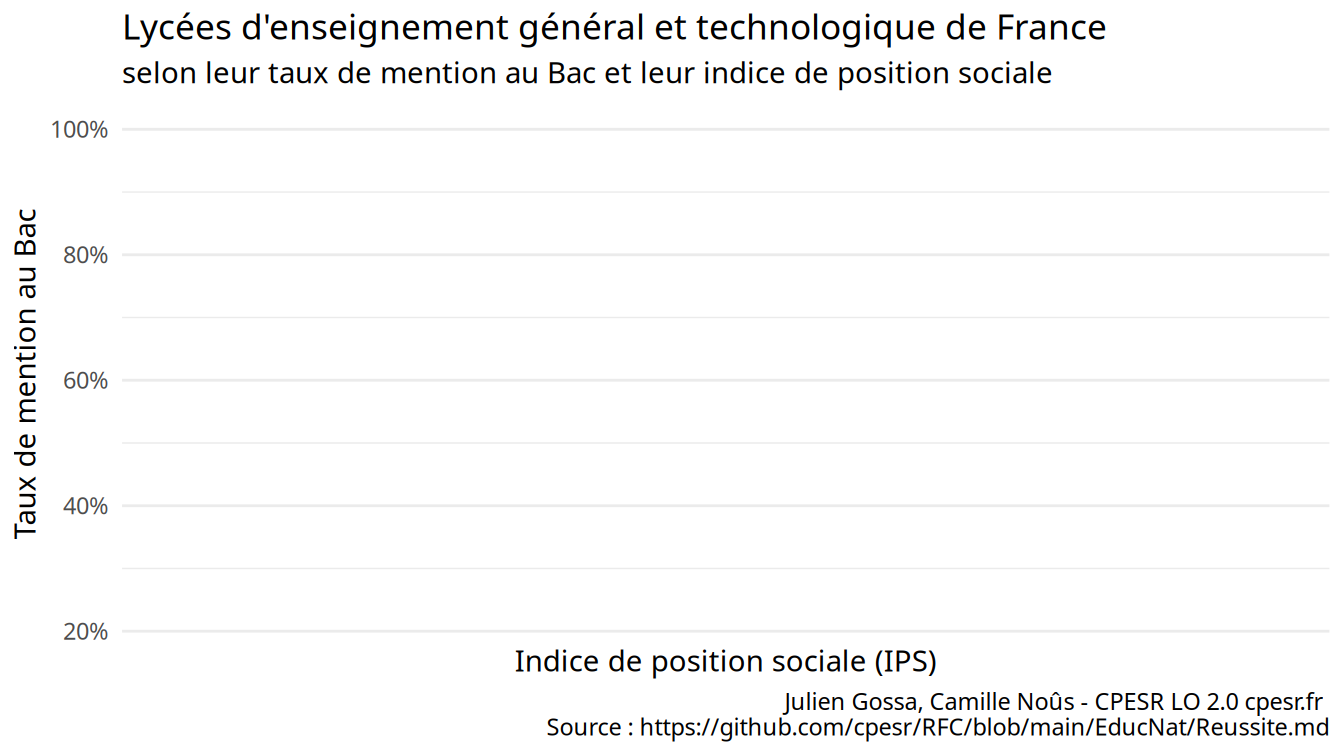 Lycées d'enseignement général et technologique de France
selon leur taux de mention au Bac et leur indice de position sociale
100%
80%
60%
40%
20%
Taux de mention au Bac
Indice de position sociale (IPS)
Julien Gossa, Camille Noûs - CPESR LO 2.0 cpesr.fr
Source : https://github.com/cpesr/RFC/blob/main/EducNat/Reussite.md